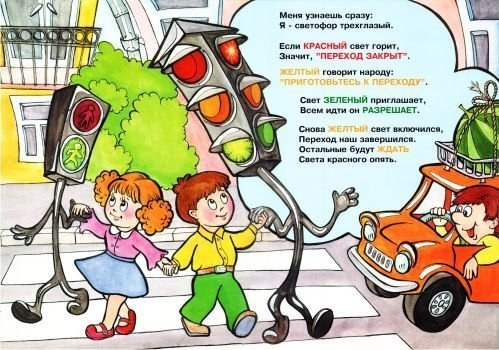 Меня узнаешь сразу:
Я - светофор трехглазый.
Если КРАСНЫЙ свет горит,
Значит, "ПЕРЕХОД ЗАКРЫТ".
ЖЕЛТЫЙ говорит народу:
"ПРИГОТОВЬТЕСЬ К ПЕРЕХОДУ".
Свет ЗЕЛЕНЫЙ приглашает,
Всем идти он РАЗРЕШАЕТ.
Снова ЖЕЛТЫЙ свет включился,
Переход наш завершился.
Остальные будут ЖДАТЬ
Света красного опять.